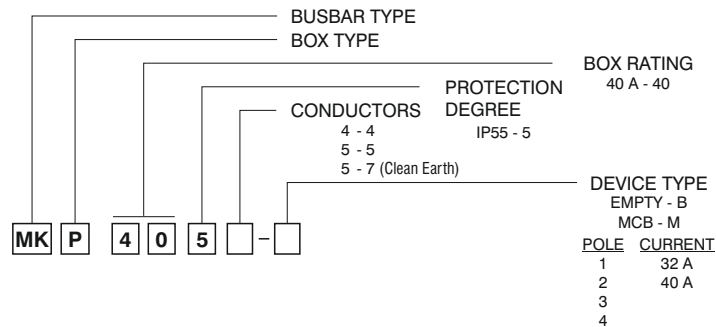 BUSBAR TYPE
BOX TYPE
BOX RATING
40 A - 40
PROTECTION
DEGREE
IP55 - 5
CONDUCTORS
4 - 4
5 - 5
5 - 7 (Clean Earth)
DEVICE TYPE
EMPTY - B
MCB - M
POLE CURRENT
1 32 A
2 40 A
3
4
MK P 4 0 5 –